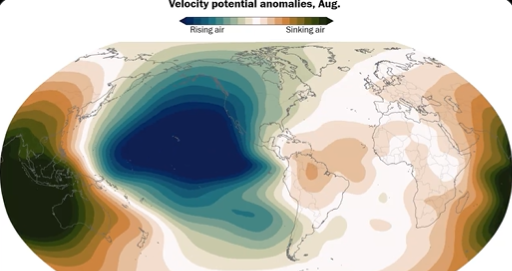 Velocity potential anomalies, Aug.
Rising air
Sinking air